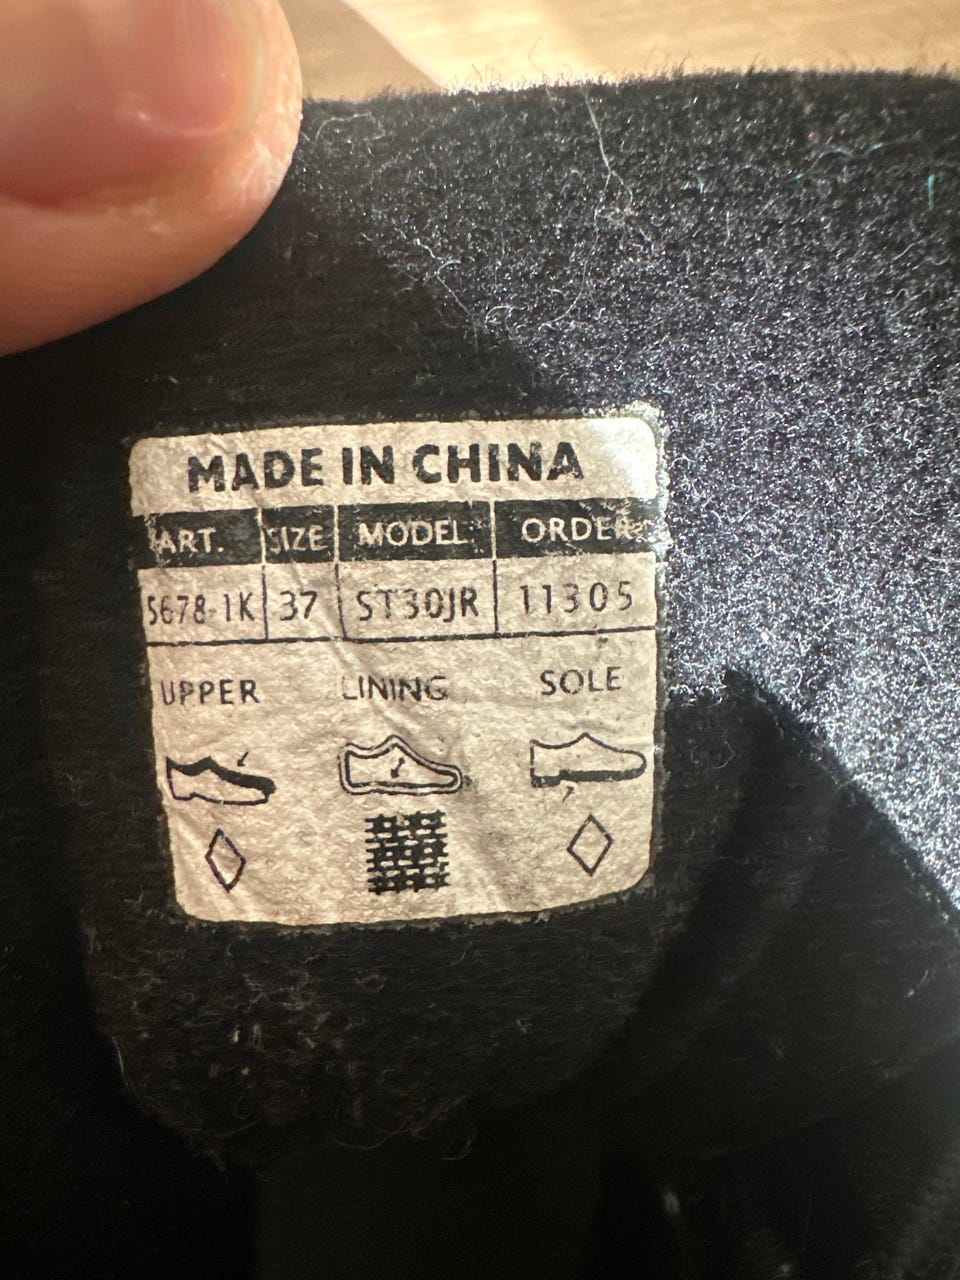 MADE IN CHINA
ART. SIZE MODEL ORDER
5678-1K 37 ST30JR 11305
UPPER LINING SOLE